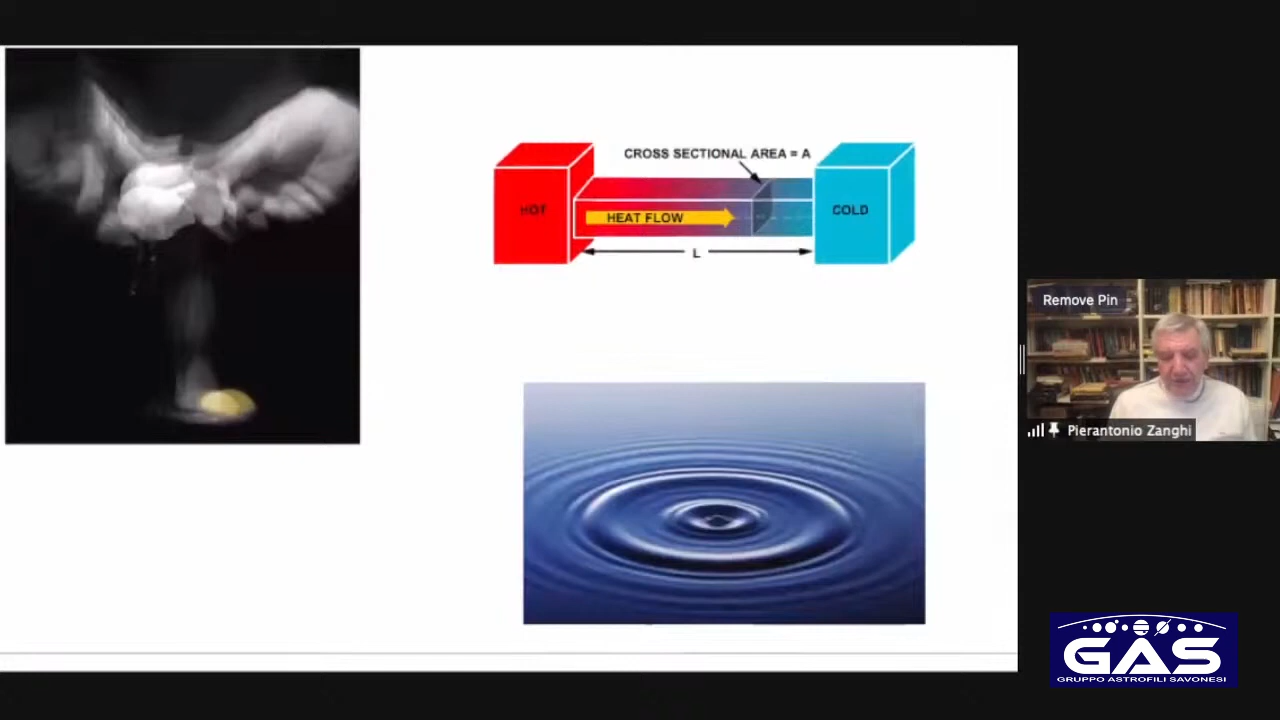 CROSS SECTIONAL AREA = A
HOT
HEAT FLOW
COLD
L
Remove Pin
Pierantonio Zanghi
GAS
GRUPPO ASTROFILI SAVONESI